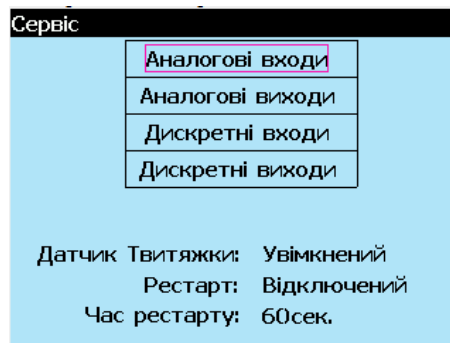 Сервіс
Аналогові входи
Аналогові виходи
Дискретні входи
Дискретні виходи
Датчик Твитяжки: Увімкнений
Рестарт: Відключений
Час рестарту: 60сек.